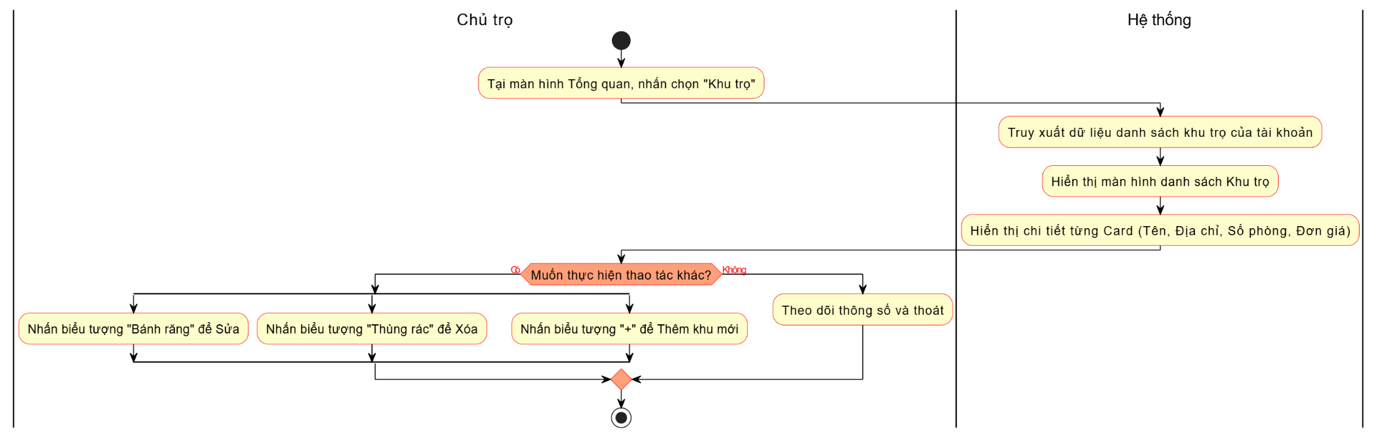 Chủ trọ
Hệ thống
Tại màn hình Tổng quan, nhấn chọn "Khu trọ"
Truy xuất dữ liệu danh sách khu trọ của tài khoản
Hiển thị màn hình danh sách Khu trọ
Hiển thị chi tiết từng Card (Tên, Địa chỉ, Số phòng, Đơn giá)
Có
Muốn thực hiện thao tác khác?
Không
Nhấn biểu tượng "Bánh răng" để Sửa
Nhấn biểu tượng "Thùng rác" để Xóa
Nhấn biểu tượng "+" để Thêm khu mới
Theo dõi thông số và thoát